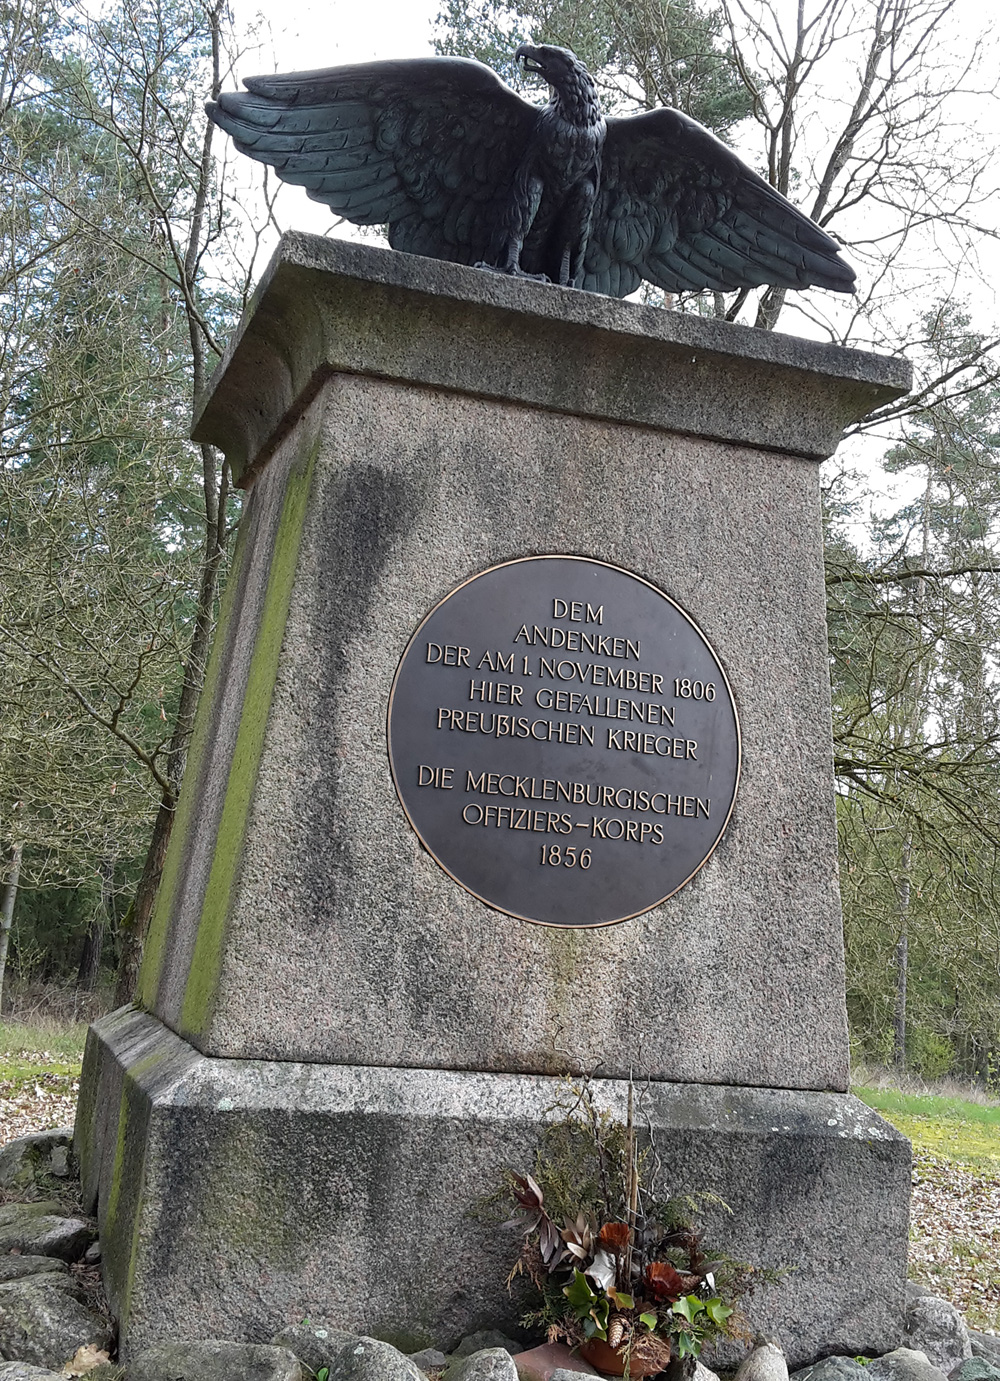 DEM
ANDENKEN
DER AM 1. NOVEMBER 1806
HIER GEFALLENEN
PREUßISCHEN KRIEGER
DIE MECKLENBURGISCHEN
OFFIZIERS-KORPS
1856